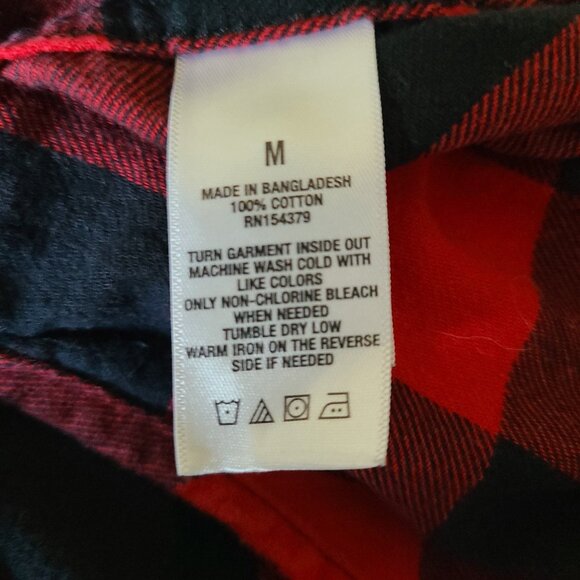 M
MADE IN BANGLADESH
100% COTTON
RN154379
TURN GARMENT INSIDE OUT
MACHINE WASH COLD WITH
LIKE COLORS
ONLY NON-CHLORINE BLEACH
WHEN NEEDED
TUMBLE DRY LOW
WARM IRON ON THE REVERSE
SIDE IF NEEDED